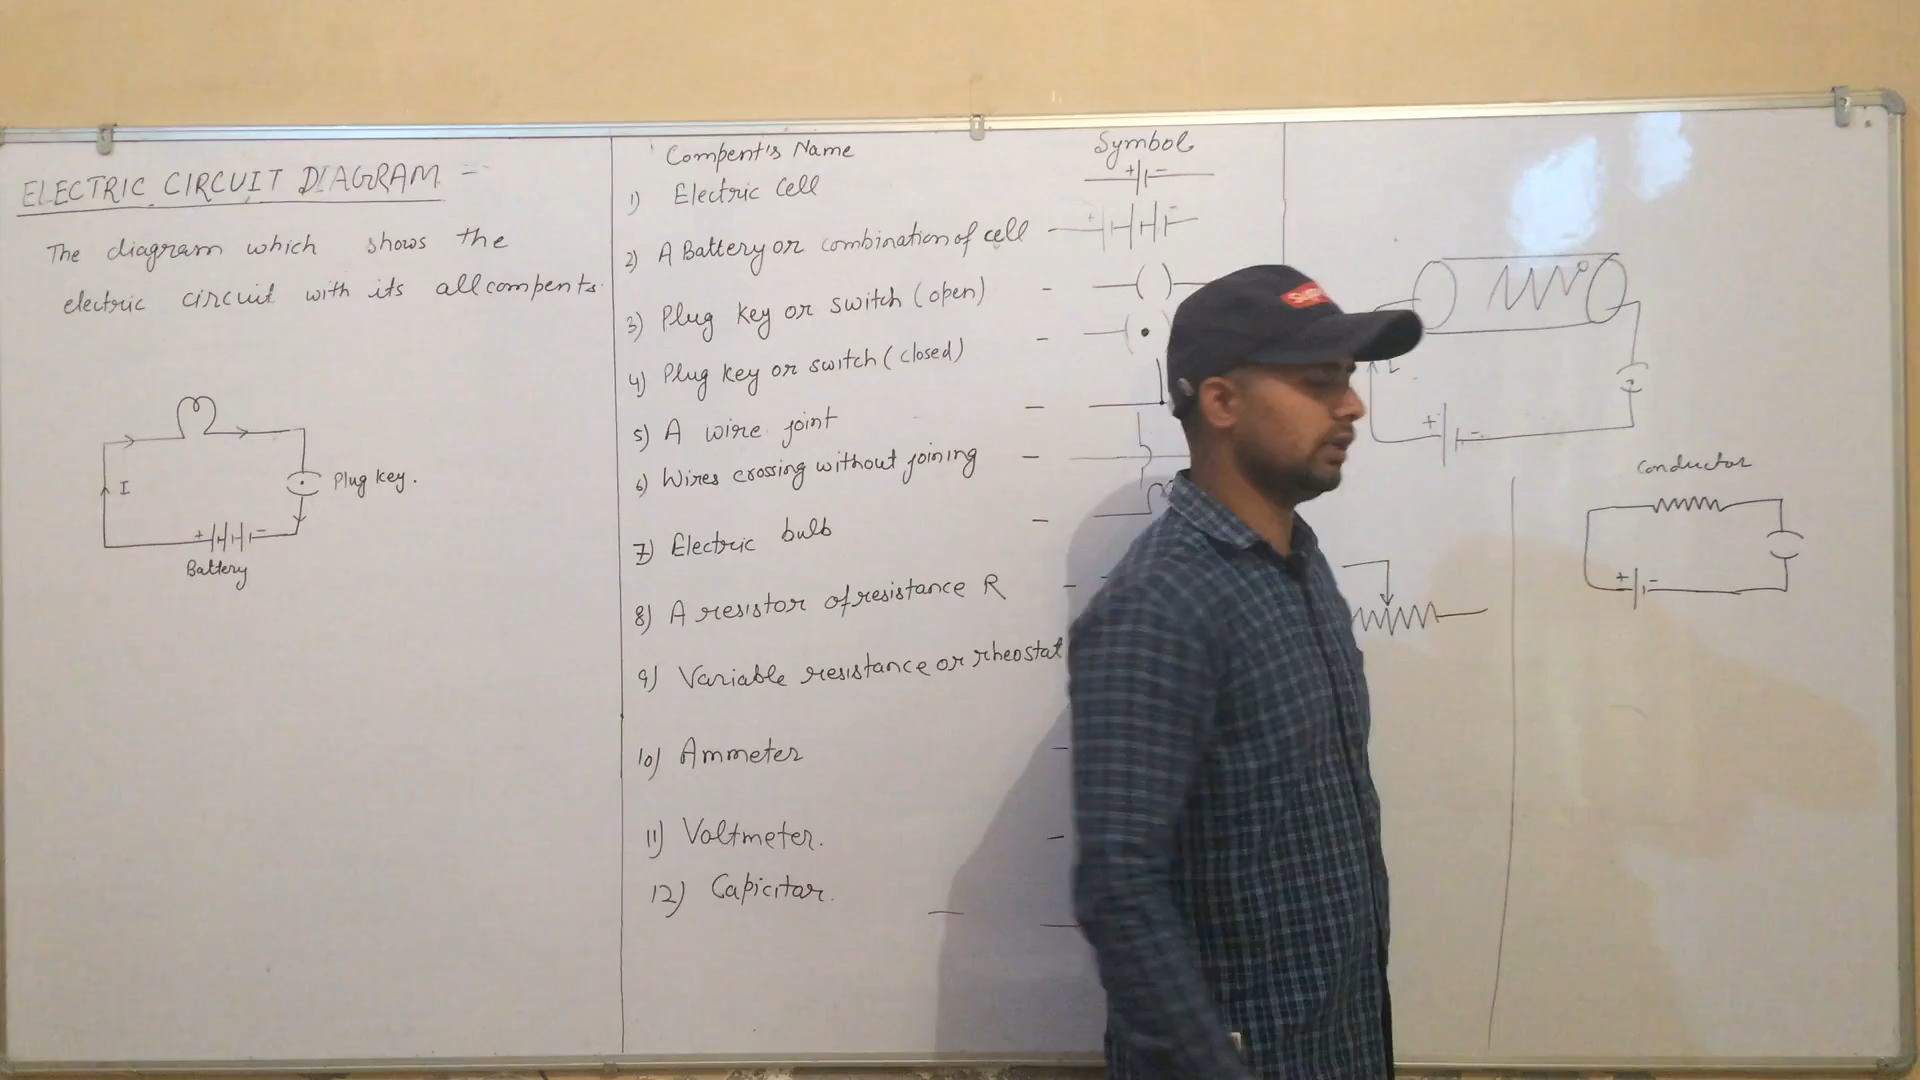 ELECTRIC CIRCUIT DIAGRAM =
The diagram which shows the
electric circuit with its all compents.
I
Plug key.
+ -
Battery
Compent's Name
Symbol
1) Electric Cell
+ -
2) A Battery or combination of cell -
+ -
3) Plug key or switch (open) -
4) Plug key or switch (closed) -
5) A wire joint -
6) Wires crossing without joining -
7) Electric bulb -
8) A resistor of resistance R -
9) Variable resistance or rheostat
10) Ammeter -
11) Voltmeter. -
12) Capicitar. -
+ -
Conductor
+ -